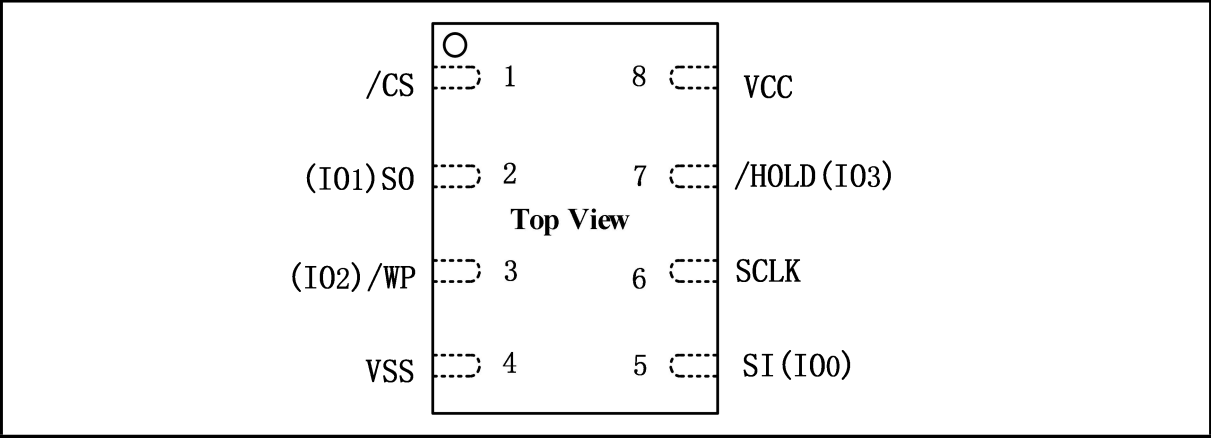 /CS 1 8 VCC
(IO1)SO 2 7 /HOLD(IO3)
Top View
(IO2)/WP 3 6 SCLK
VSS 4 5 SI(IO0)